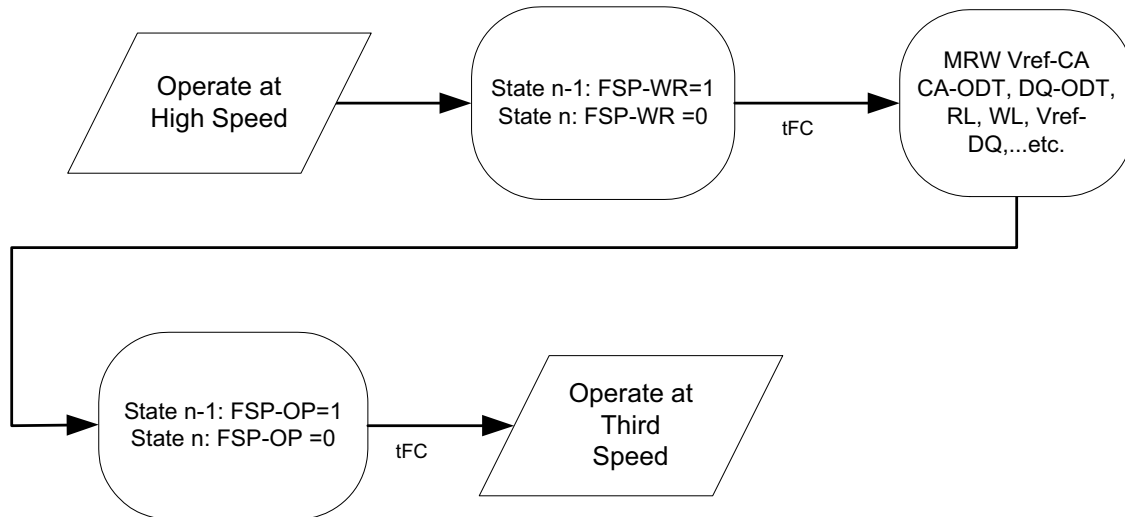 Operate at
High Speed
State n-1: FSP-WR=1
State n: FSP-WR =0
tFC
MRW Vref-CA
CA-ODT, DQ-ODT,
RL, WL, Vref-
DQ,...etc.
State n-1: FSP-OP=1
State n: FSP-OP =0
tFC
Operate at
Third
Speed